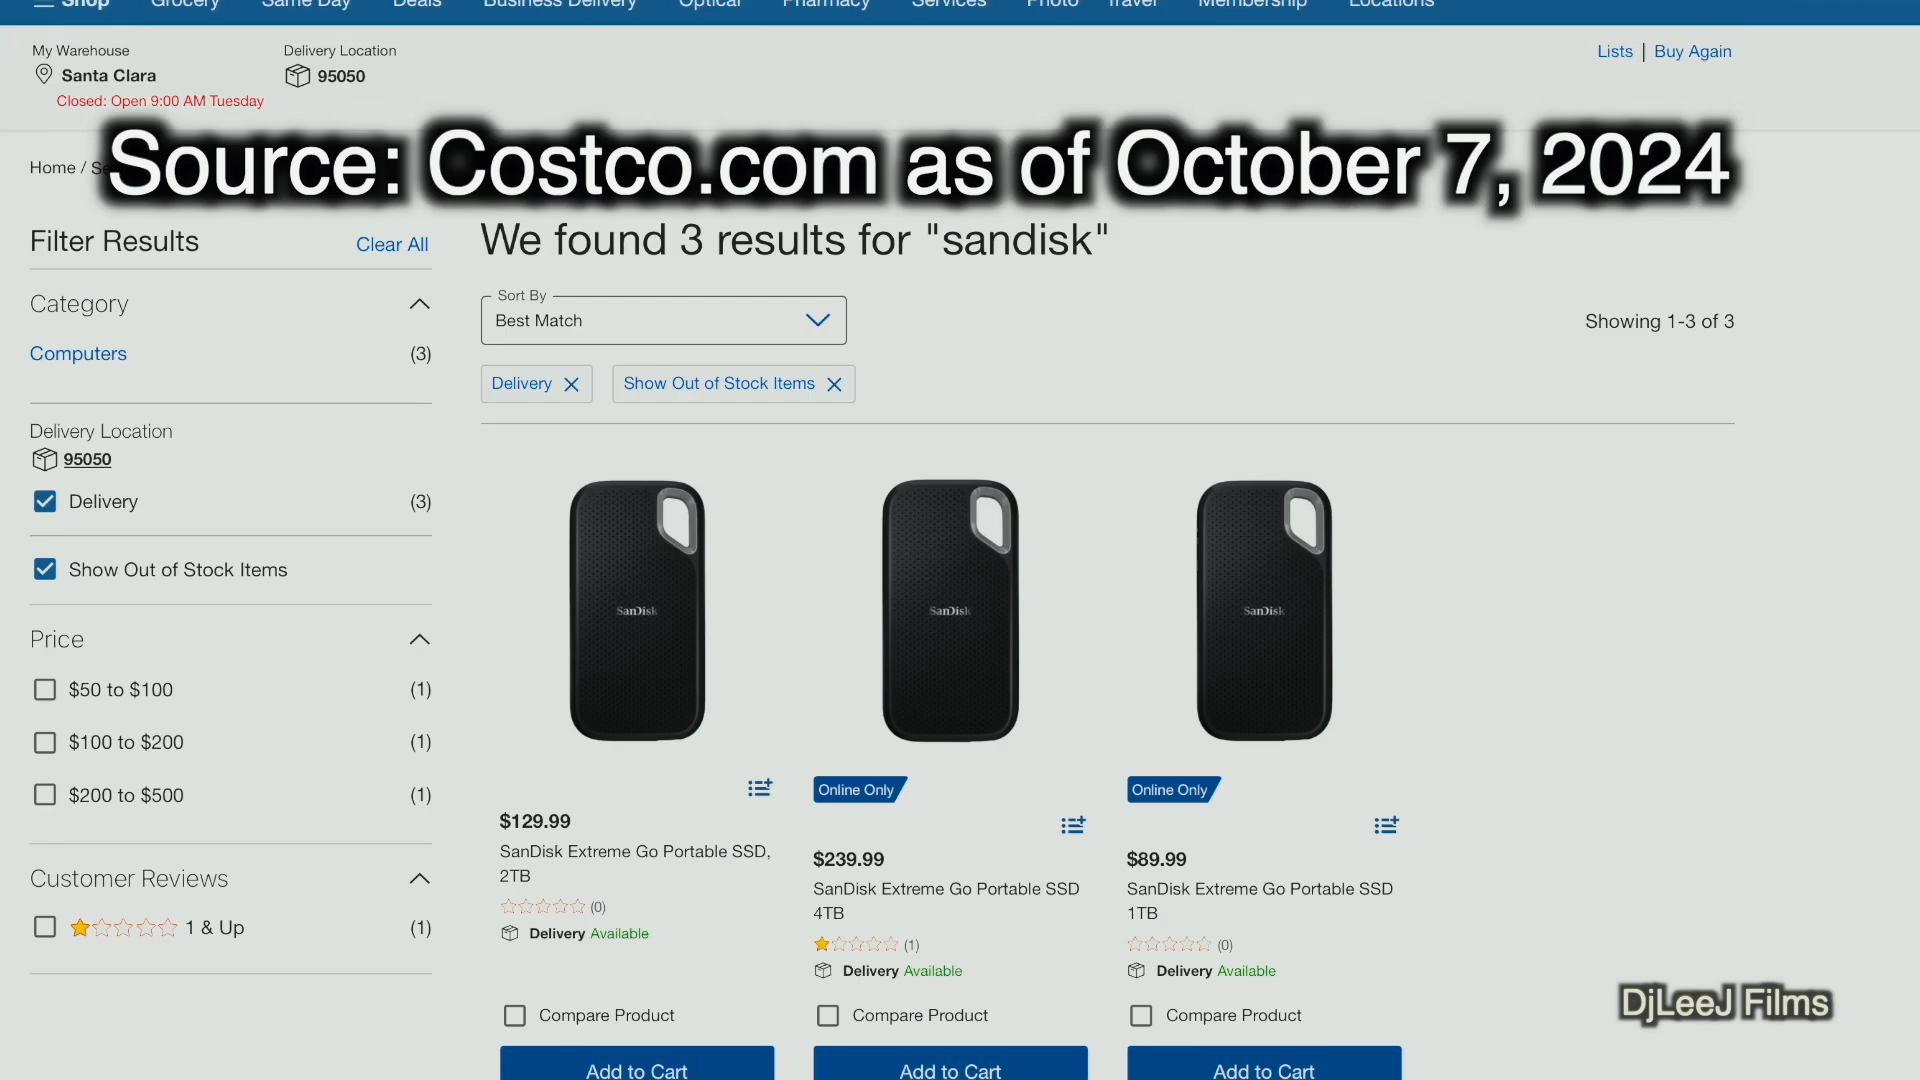 Shop Grocery Same Day Deals Business Delivery Optical Pharmacy Services Photo Travel Membership Locations
My Warehouse
Santa Clara
Closed: Open 9:00 AM Tuesday
Delivery Location
95050
Lists | Buy Again
Source: Costco.com as of October 7, 2024
Home /
Filter Results
Clear All
Category
Computers (3)
Delivery Location
95050
Delivery (3)
Show Out of Stock Items
Price
$50 to $100 (1)
$100 to $200 (1)
$200 to $500 (1)
Customer Reviews
1 & Up (1)
We found 3 results for "sandisk"
Sort By
Best Match
Showing 1-3 of 3
Delivery
Show Out of Stock Items
SanDisk
SanDisk
SanDisk
$129.99
SanDisk Extreme Go Portable SSD,
2TB
(0)
Delivery Available
Compare Product
Add to Cart
Online Only
$239.99
SanDisk Extreme Go Portable SSD
4TB
(1)
Delivery Available
Compare Product
Add to Cart
Online Only
$89.99
SanDisk Extreme Go Portable SSD
1TB
(0)
Delivery Available
Compare Product
Add to Cart
DjLeeJ Films